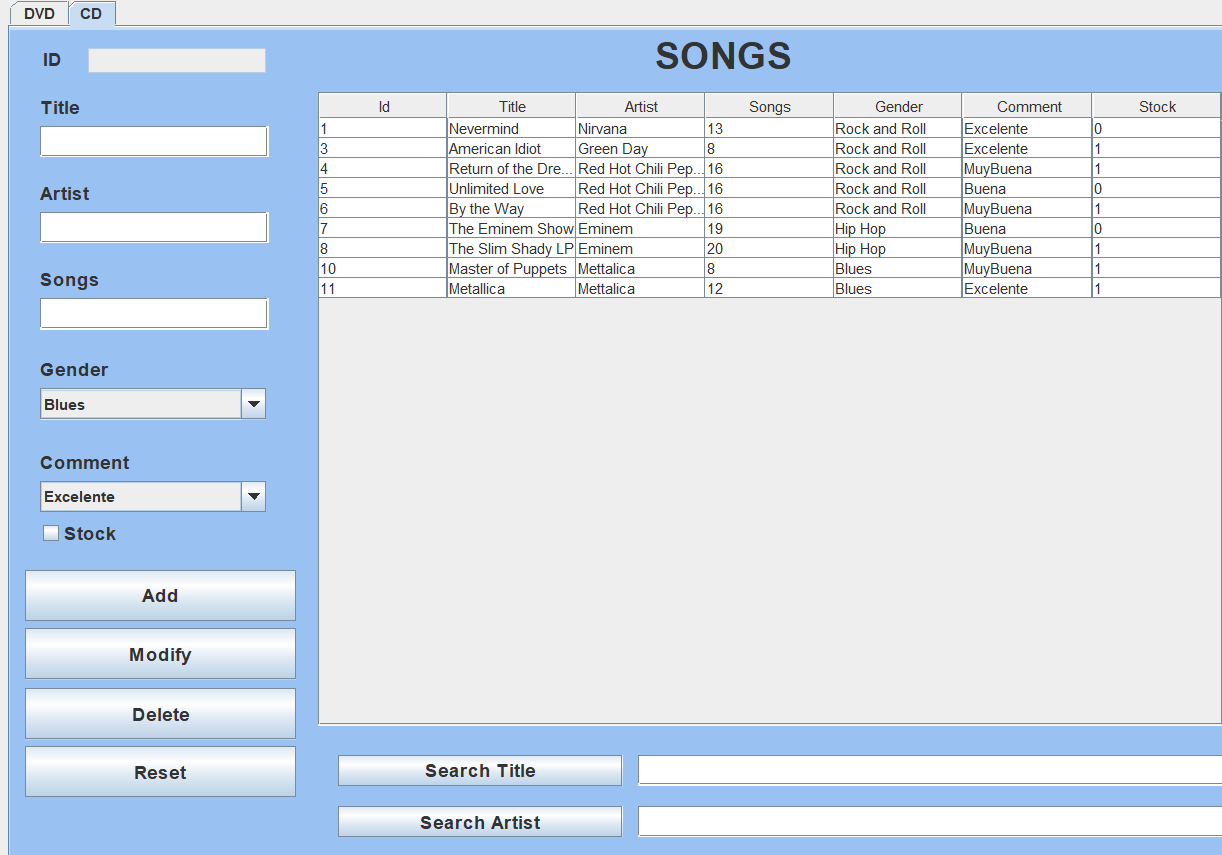 DVD CD
ID
SONGS
Title
Artist
Songs
Gender
Blues
Comment
Excelente
Stock
Add
Modify
Delete
Reset
Id Title Artist Songs Gender Comment Stock
1 Nevermind Nirvana 13 Rock and Roll Excelente 0
3 American Idiot Green Day 8 Rock and Roll Excelente 1
4 Return of the Dre... Red Hot Chili Pep... 16 Rock and Roll MuyBuena 1
5 Unlimited Love Red Hot Chili Pep... 16 Rock and Roll Buena 0
6 By the Way Red Hot Chili Pep... 16 Rock and Roll MuyBuena 1
7 The Eminem Show Eminem 19 Hip Hop Buena 0
8 The Slim Shady LP Eminem 20 Hip Hop MuyBuena 1
10 Master of Puppets Mettalica 8 Blues MuyBuena 1
11 Metallica Mettalica 12 Blues Excelente 1
Search Title
Search Artist